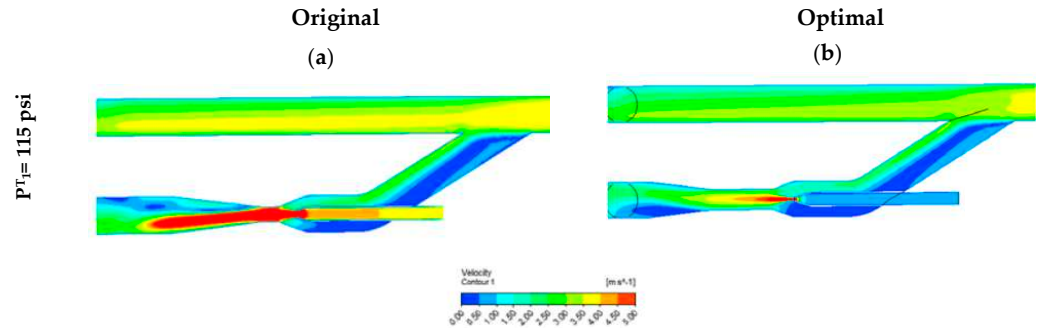 Original Optimal
(a) (b)
PT1= 115 psi
Velocity
Contour 1 [m s^-1]
0.00 0.50 1.00 1.50 2.00 2.50 3.00 3.50 4.00 4.50 5.00